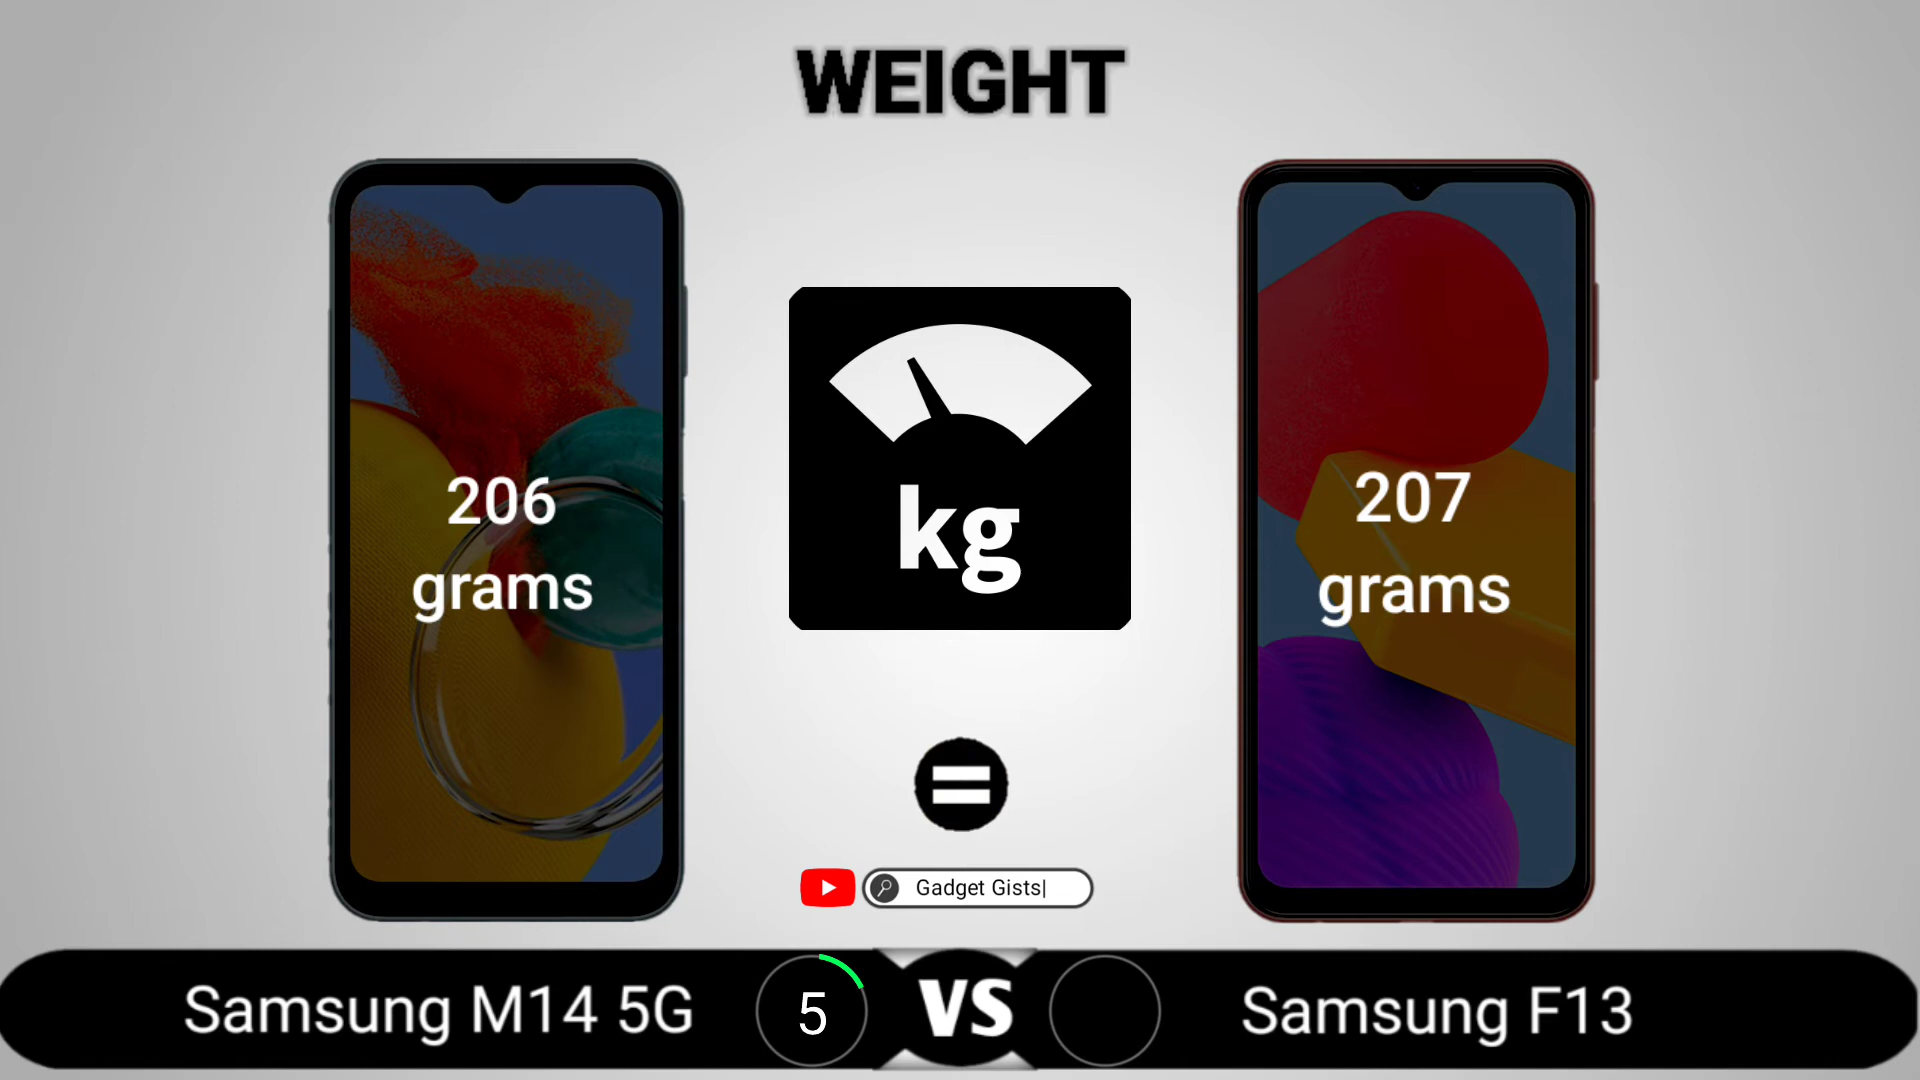 WEIGHT
206
grams
kg
207
grams
Gadget Gists|
Samsung M14 5G
5
VS
Samsung F13